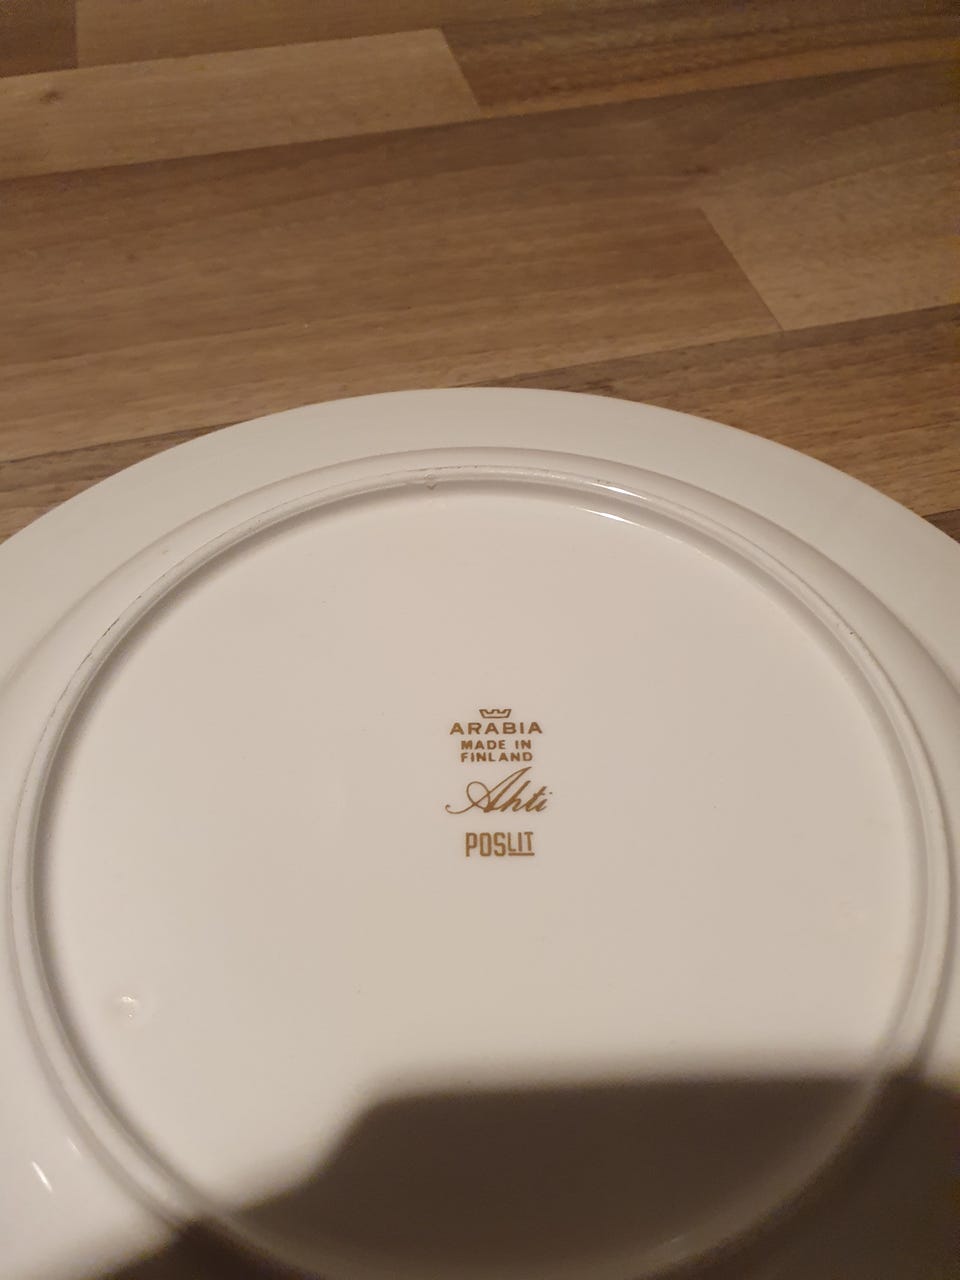 ARABIA
MADE IN
FINLAND
Ahti
POSLIT